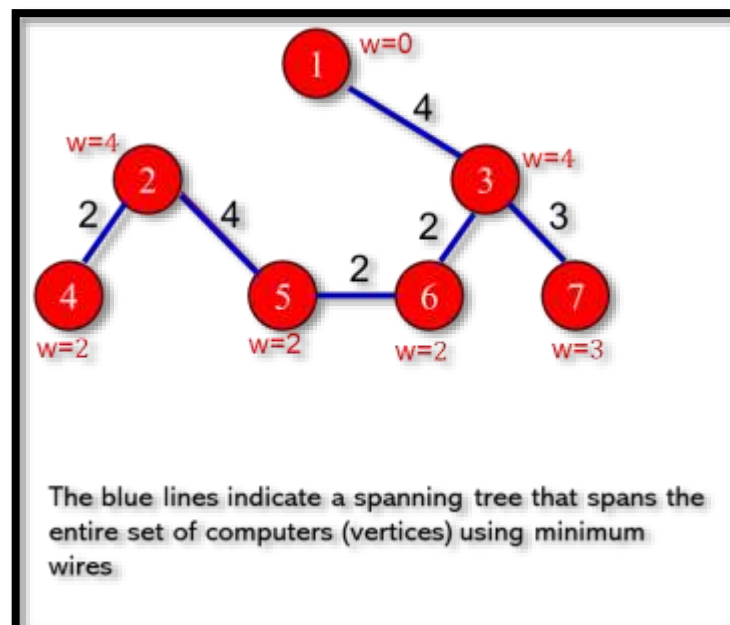 1 w=0
4
w=4 2 3 w=4
2 4 2 3
2
4 5 6 7
w=2 w=2 w=2 w=3
The blue lines indicate a spanning tree that spans the
entire set of computers (vertices) using minimum
wires